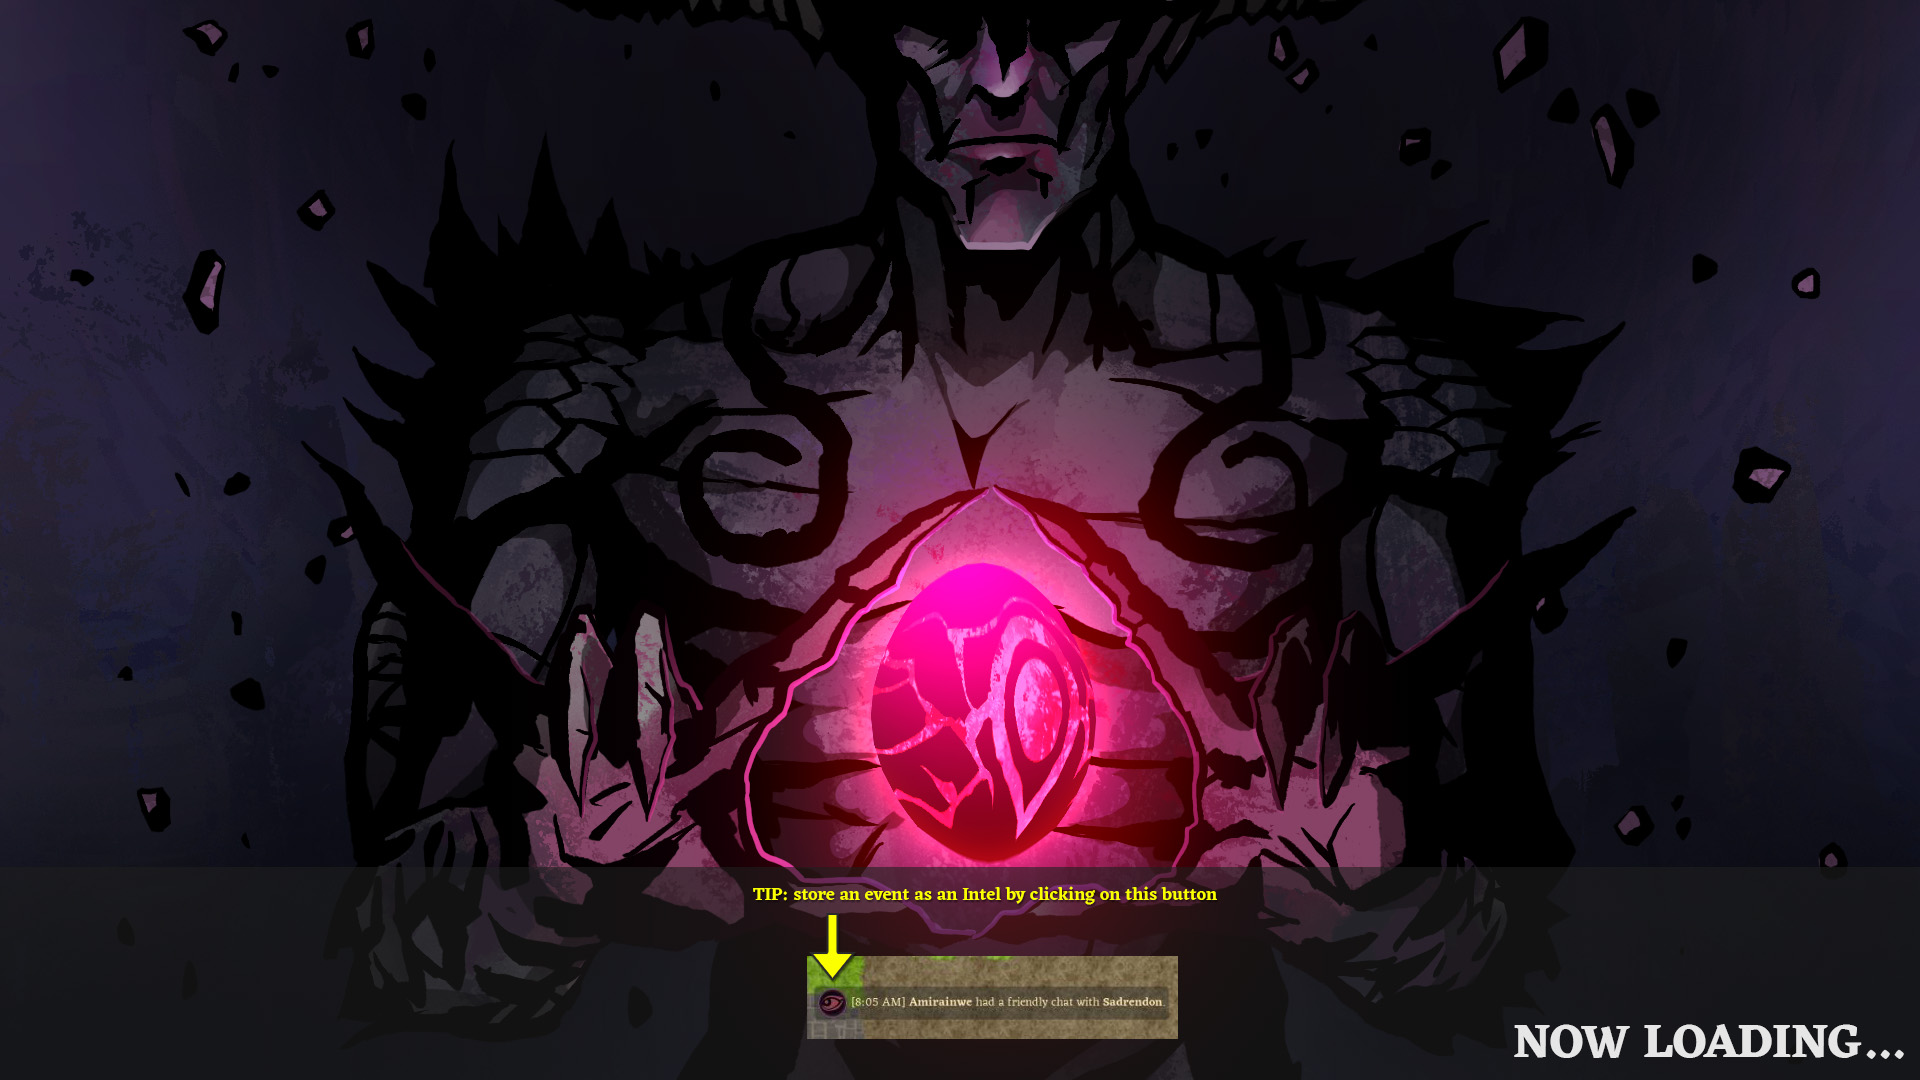 TIP: store an event as an Intel by clicking on this button
[8:05 AM] Amirainwe had a friendly chat with Sadrendon.
NOW LOADING...